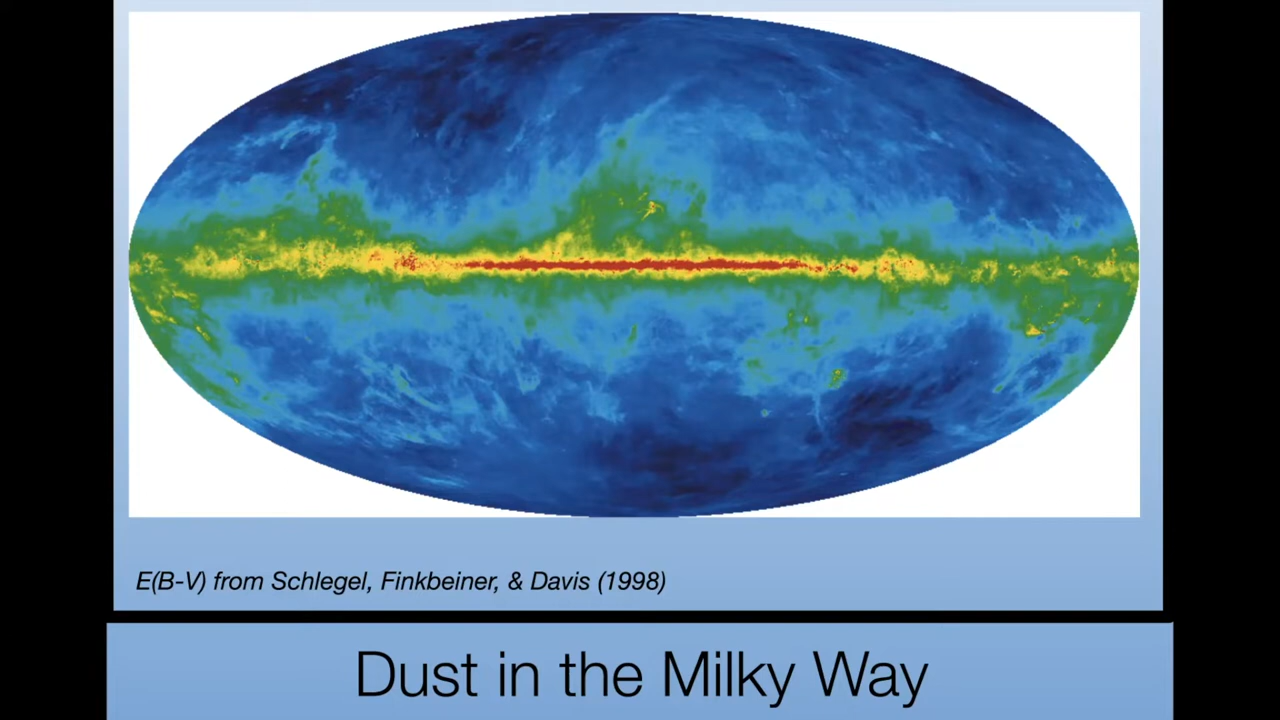 E(B-V) from Schlegel, Finkbeiner, & Davis (1998)
Dust in the Milky Way